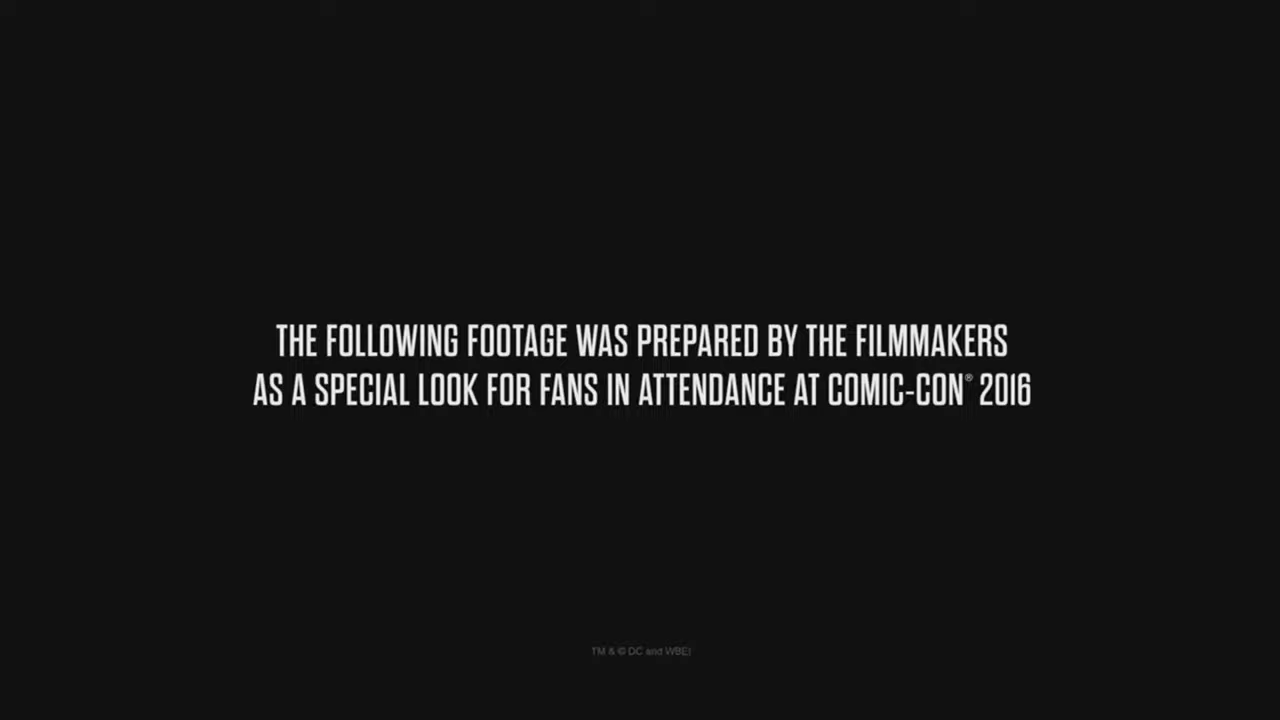 THE FOLLOWING FOOTAGE WAS PREPARED BY THE FILMMAKERS
AS A SPECIAL LOOK FOR FANS IN ATTENDANCE AT COMIC-CON® 2016
TM & © DC and WBEI